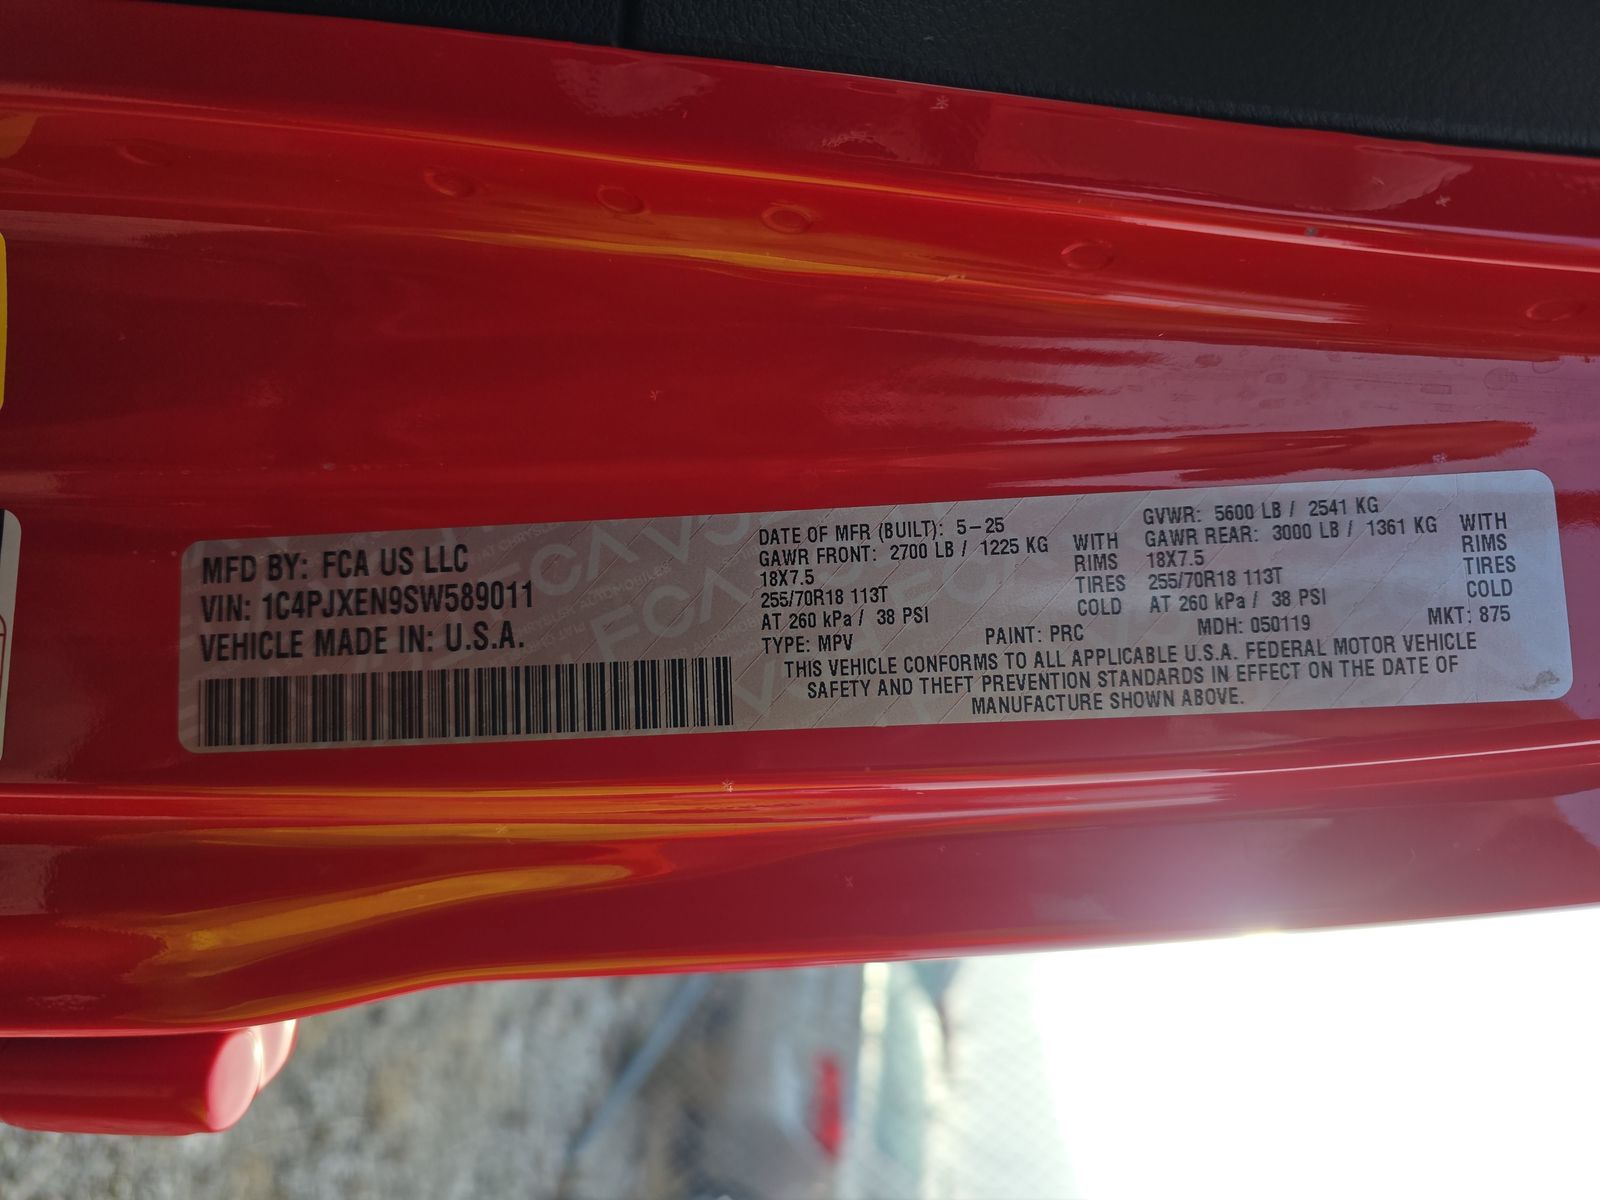 MFD BY: FCA US LLC
VIN: 1C4PJXEN9SW589011
VEHICLE MADE IN: U.S.A.
DATE OF MFR (BUILT): 5-25
GAWR FRONT: 2700 LB / 1225 KG WITH
18X7.5 RIMS
255/70R18 113T TIRES
AT 260 kPa / 38 PSI COLD
GVWR: 5600 LB / 2541 KG
GAWR REAR: 3000 LB / 1361 KG WITH
18X7.5 RIMS
255/70R18 113T TIRES
AT 260 kPa / 38 PSI COLD
TYPE: MPV PAINT: PRC MDH: 050119 MKT: 875
THIS VEHICLE CONFORMS TO ALL APPLICABLE U.S.A. FEDERAL MOTOR VEHICLE
SAFETY AND THEFT PREVENTION STANDARDS IN EFFECT ON THE DATE OF
MANUFACTURE SHOWN ABOVE.